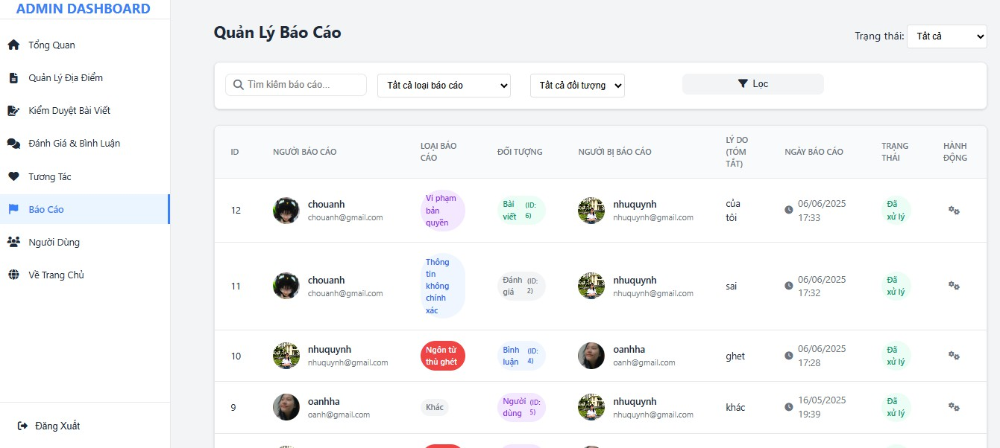 ADMIN DASHBOARD
Tổng Quan
Quản Lý Địa Điểm
Kiểm Duyệt Bài Viết
Đánh Giá & Bình Luận
Tương Tác
Báo Cáo
Người Dùng
Về Trang Chủ
Đăng Xuất
Quản Lý Báo Cáo
Trạng thái: Tất cả
Tìm kiếm báo cáo...
Tất cả loại báo cáo
Tất cả đối tượng
Lọc
ID
NGƯỜI BÁO CÁO
LOẠI BÁO
CÁO
ĐỐI TƯỢNG
NGƯỜI BỊ BÁO CÁO
LÝ DO
(TÓM
TẮT)
NGÀY BÁO CÁO
TRẠNG
THÁI
HÀNH
ĐỘNG
12
chouanh
chouanh@gmail.com
Vi phạm
bản
quyền
Bài
viết
(ID:
6)
nhuquynh
nhuquynh@gmail.com
của
tôi
06/06/2025
17:33
Đã
xử lý
11
chouanh
chouanh@gmail.com
Thông
tin
không
chính
xác
Đánh
giá
(ID:
2)
nhuquynh
nhuquynh@gmail.com
sai
06/06/2025
17:32
Đã
xử lý
10
nhuquynh
nhuquynh@gmail.com
Ngôn từ
thù ghét
Bình
luận
(ID:
4)
oanhha
oanh@gmail.com
ghet
06/06/2025
17:28
Đã
xử lý
9
oanhha
oanh@gmail.com
Khác
Người
dùng
(ID:
5)
nhuquynh
nhuquynh@gmail.com
khác
16/05/2025
19:39
Đã
xử lý